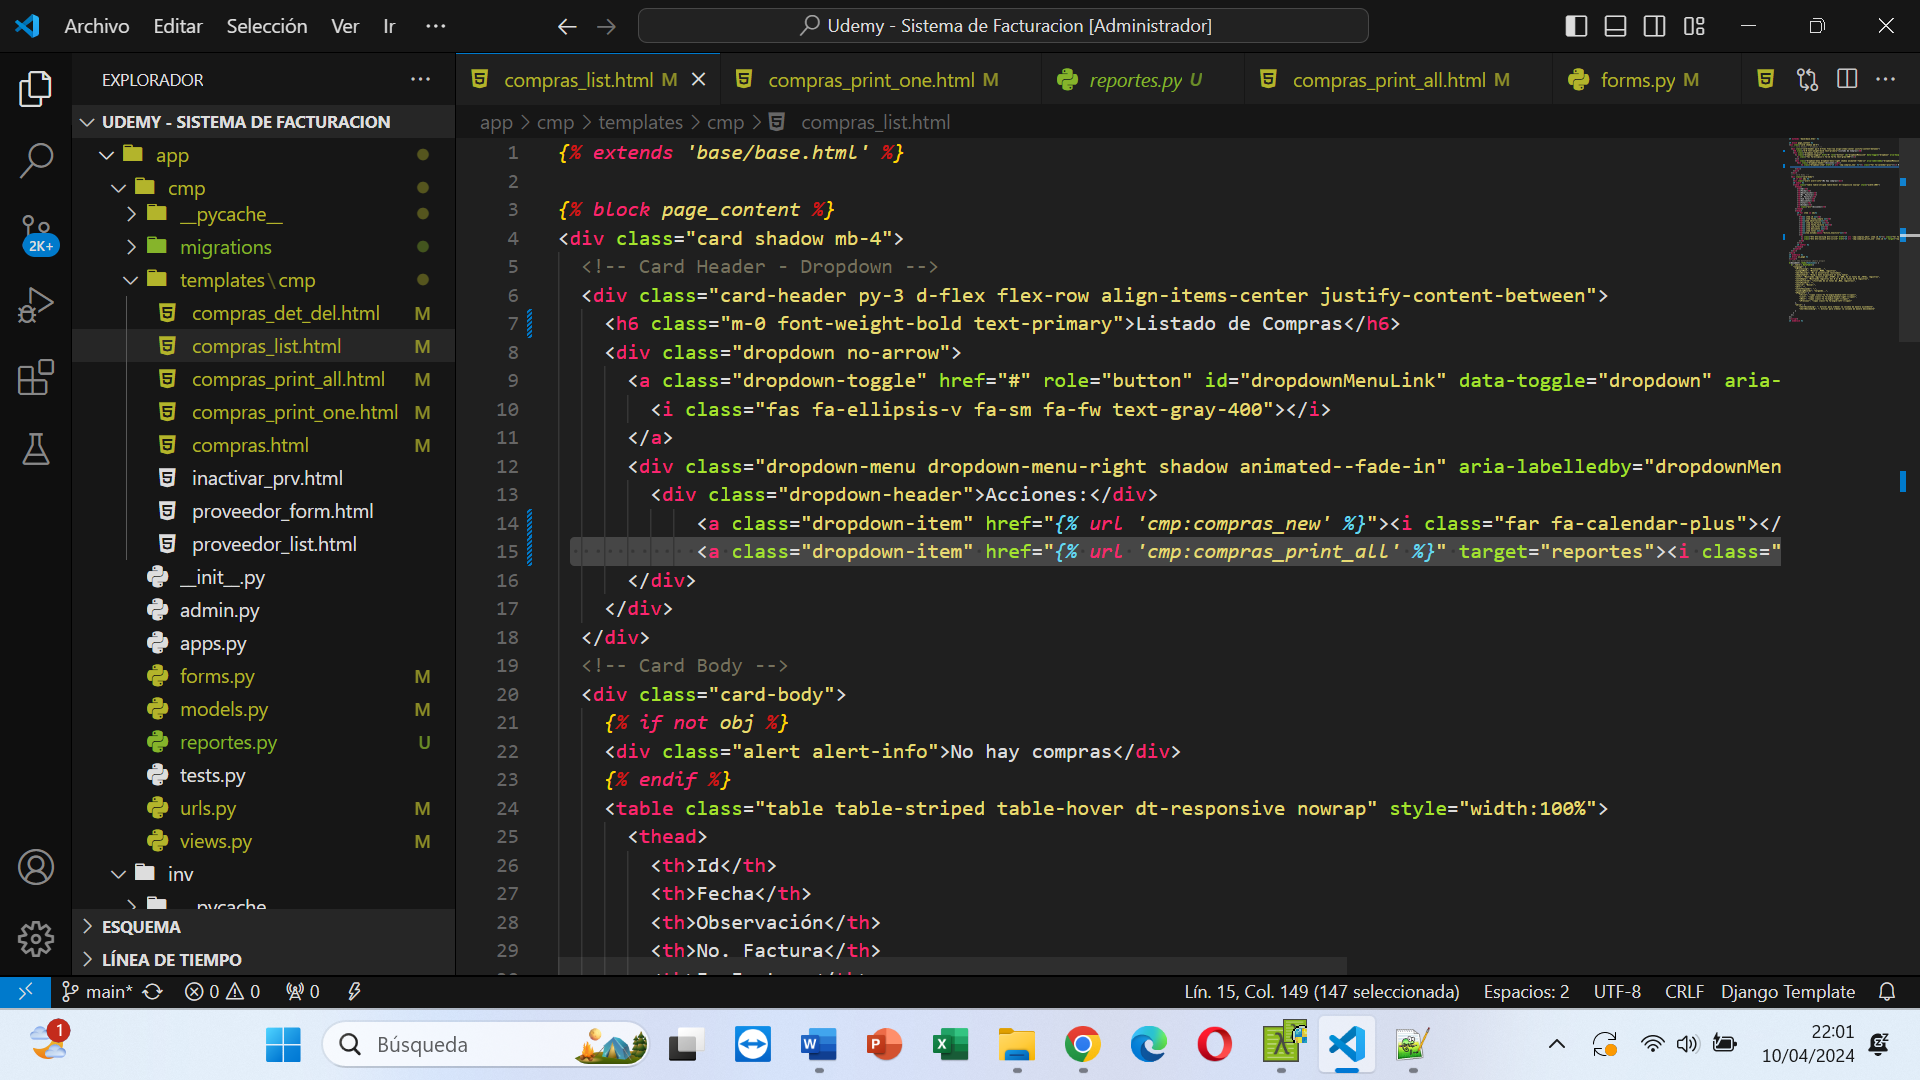 Archivo Editar Selección Ver Ir ···
Udemy - Sistema de Facturacion [Administrador]
EXPLORADOR
compras_list.html M
compras_print_one.html M
reportes.py U
compras_print_all.html M
forms.py M
app > cmp > templates > cmp > compras_list.html
UDEMY - SISTEMA DE FACTURACION
app
cmp
__pycache__
migrations
templates\cmp
compras_det_del.html M
compras_list.html M
compras_print_all.html M
compras_print_one.html M
compras.html M
inactivar_prv.html
proveedor_form.html
proveedor_list.html
__init__.py
admin.py
apps.py
forms.py M
models.py M
reportes.py U
tests.py
urls.py M
views.py M
inv
pycache
ESQUEMA
LÍNEA DE TIEMPO
2K+
1 {% extends 'base/base.html' %}
2
3 {% block page_content %}
4 <div class="card shadow mb-4">
5 <!-- Card Header - Dropdown -->
6 <div class="card-header py-3 d-flex flex-row align-items-center justify-content-between">
7 <h6 class="m-0 font-weight-bold text-primary">Listado de Compras</h6>
8 <div class="dropdown no-arrow">
9 <a class="dropdown-toggle" href="#" role="button" id="dropdownMenuLink" data-toggle="dropdown" aria-
10 <i class="fas fa-ellipsis-v fa-sm fa-fw text-gray-400"></i>
11 </a>
12 <div class="dropdown-menu dropdown-menu-right shadow animated--fade-in" aria-labelledby="dropdownMen
13 <div class="dropdown-header">Acciones:</div>
14 <a class="dropdown-item" href="{% url 'cmp:compras_new' %}"><i class="far fa-calendar-plus"></
15 <a class="dropdown-item" href="{% url 'cmp:compras_print_all' %}" target="reportes"><i class="
16 </div>
17 </div>
18 </div>
19 <!-- Card Body -->
20 <div class="card-body">
21 {% if not obj %}
22 <div class="alert alert-info">No hay compras</div>
23 {% endif %}
24 <table class="table table-striped table-hover dt-responsive nowrap" style="width:100%">
25 <thead>
26 <th>Id</th>
27 <th>Fecha</th>
28 <th>Observación</th>
29 <th>No. Factura</th>
main* 0 0 0
Lín. 15, Col. 149 (147 seleccionada) Espacios: 2 UTF-8 CRLF Django Template
1
Búsqueda
22:01
10/04/2024